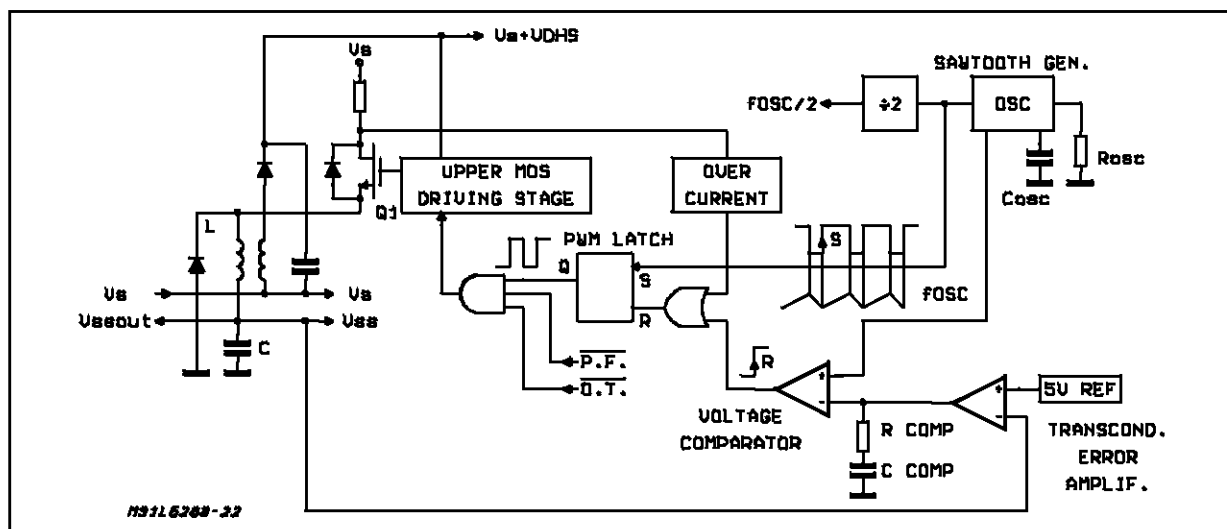 Vs+VDHS
Vs
SAWTOOTH GEN.
fOSC/2
÷2
OSC
Rosc
Cosc
UPPER MOS
DRIVING STAGE
OVER
CURRENT
Q1
L
PWM LATCH
Q
S
R
S
fOSC
Vs
Vs
Vssout
Vss
C
P.F.
O.T.
R
+
-
VOLTAGE
COMPARATOR
R COMP
C COMP
+
-
5V REF
TRANSCOND.
ERROR
AMPLIF.